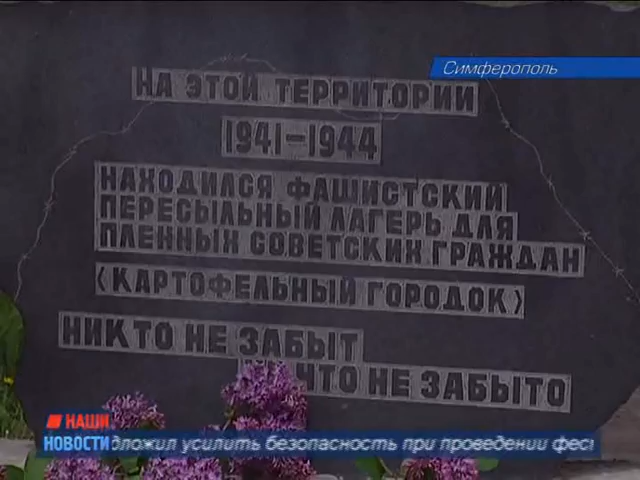 Симферополь
НА ЭТОЙ ТЕРРИТОРИИ
1941–1944
НАХОДИЛСЯ ФАШИСТСКИЙ
ПЕРЕСЫЛЬНЫЙ ЛАГЕРЬ ДЛЯ
ПЛЕННЫХ СОВЕТСКИХ ГРАЖДАН
(КАРТОФЕЛЬНЫЙ ГОРОДОК)
НИКТО НЕ ЗАБЫТ
ЧТО НЕ ЗАБЫТО
НАШИ
НОВОСТИ
усилить безопасность при проведении